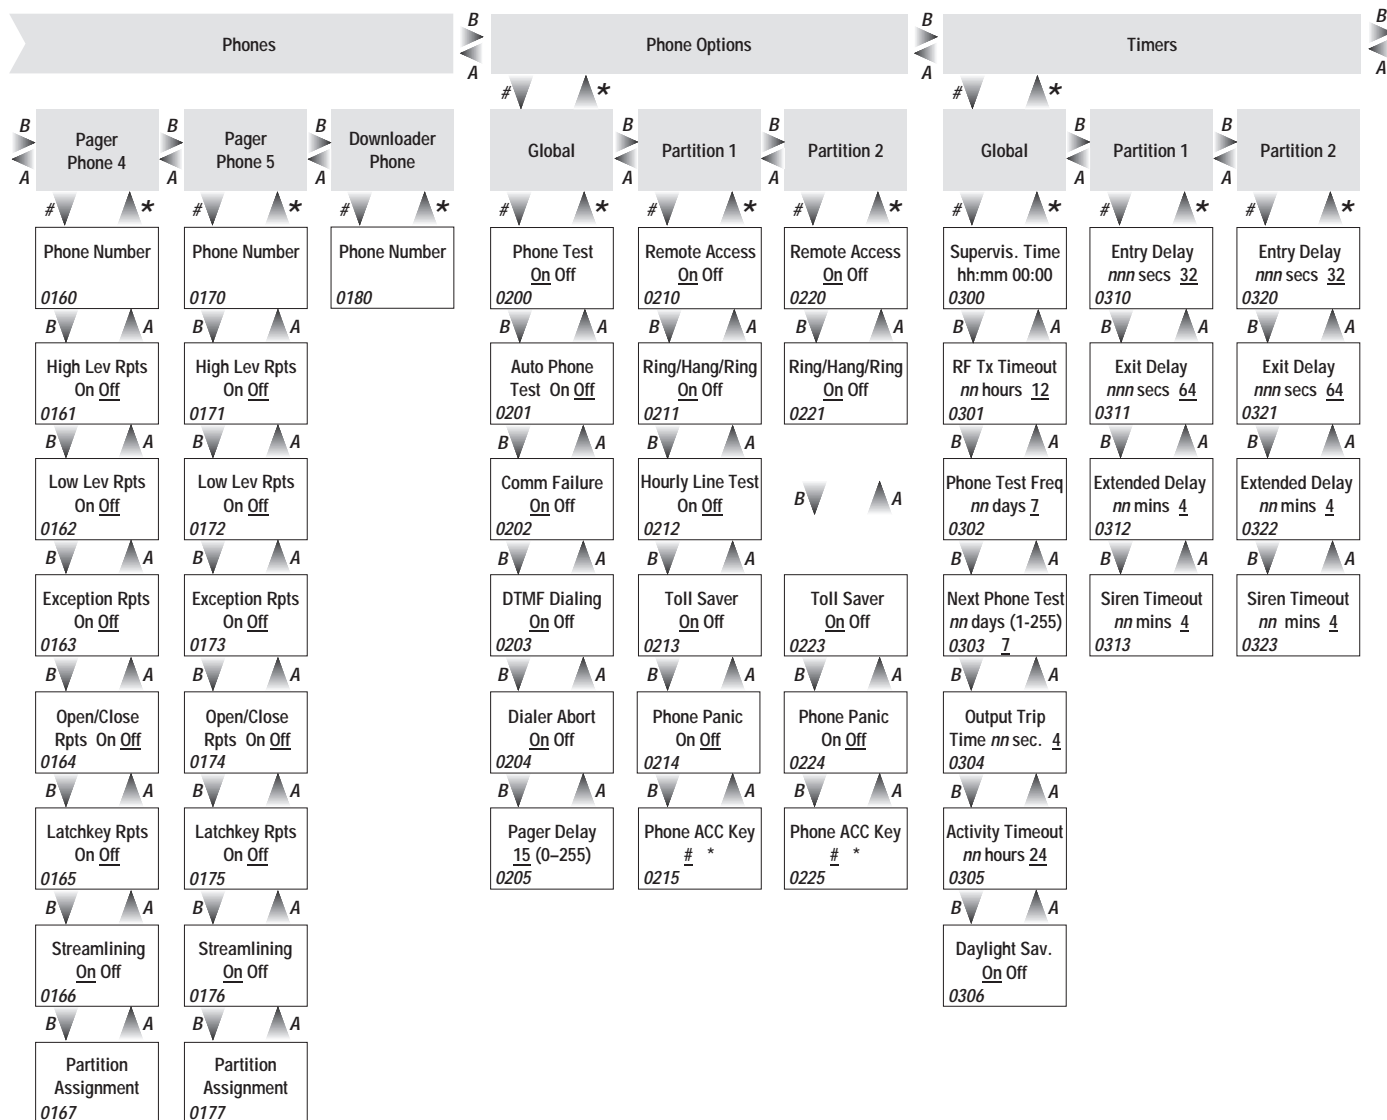 Phones
B
A
Phone Options
B
A
Timers
B
A
# *
# *
B
A
Pager
Phone 4
B
A
Pager
Phone 5
B
A
Downloader
Phone
Global
B
A
Partition 1
B
A
Partition 2
Global
B
A
Partition 1
B
A
Partition 2
# *
# *
# *
# *
# *
# *
# *
# *
# *
Phone Number
0160
Phone Number
0170
Phone Number
0180
Phone Test
On Off
0200
Remote Access
On Off
0210
Remote Access
On Off
0220
Supervis. Time
hh:mm 00:00
0300
Entry Delay
nnn secs 32
0310
Entry Delay
nnn secs 32
0320
B A
B A
B A
B A
B A
B A
B A
B A
High Lev Rpts
On Off
0161
High Lev Rpts
On Off
0171
Auto Phone
Test On Off
0201
Ring/Hang/Ring
On Off
0211
Ring/Hang/Ring
On Off
0221
RF Tx Timeout
nn hours 12
0301
Exit Delay
nnn secs 64
0311
Exit Delay
nnn secs 64
0321
B A
B A
B A
B A
B A
B A
B A
Low Lev Rpts
On Off
0162
Low Lev Rpts
On Off
0172
Comm Failure
On Off
0202
Hourly Line Test
On Off
0212
B A
Phone Test Freq
nn days 7
0302
Extended Delay
nn mins 4
0312
Extended Delay
nn mins 4
0322
B A
B A
B A
B A
B A
B A
B A
Exception Rpts
On Off
0163
Exception Rpts
On Off
0173
DTMF Dialing
On Off
0203
Toll Saver
On Off
0213
Toll Saver
On Off
0223
Next Phone Test
nn days (1-255)
0303 7
Siren Timeout
nn mins 4
0313
Siren Timeout
nn mins 4
0323
B A
B A
B A
B A
B A
B A
Open/Close
Rpts On Off
0164
Open/Close
Rpts On Off
0174
Dialer Abort
On Off
0204
Phone Panic
On Off
0214
Phone Panic
On Off
0224
Output Trip
Time nn sec. 4
0304
B A
B A
B A
B A
B A
B A
Latchkey Rpts
On Off
0165
Latchkey Rpts
On Off
0175
Pager Delay
15 (0–255)
0205
Phone ACC Key
# *
0215
Phone ACC Key
# *
0225
Activity Timeout
nn hours 24
0305
B A
B A
B A
Streamlining
On Off
0166
Streamlining
On Off
0176
Daylight Sav.
On Off
0306
B A
B A
Partition
Assignment
0167
Partition
Assignment
0177